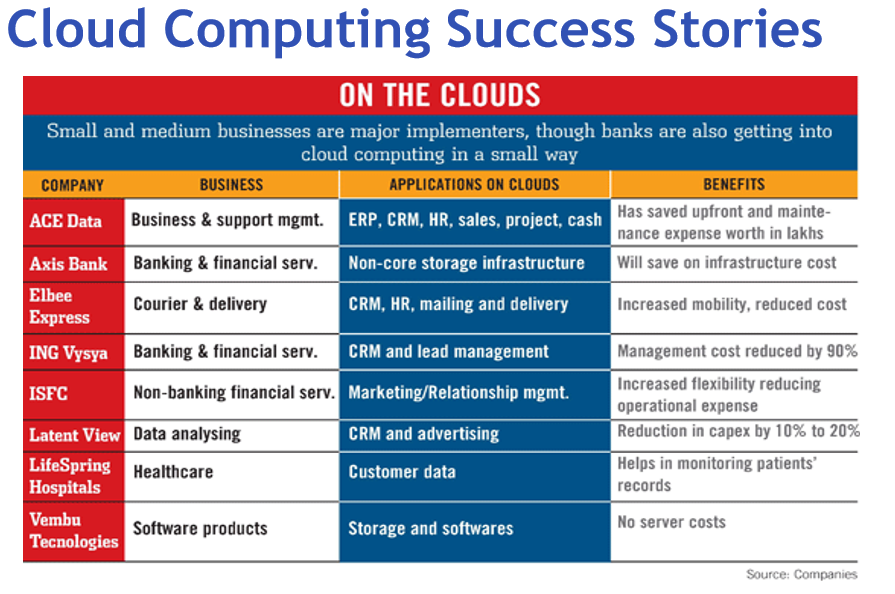 Cloud Computing Success Stories
ON THE CLOUDS
Small and medium businesses are major implementers, though banks are also getting into
cloud computing in a small way
COMPANY BUSINESS APPLICATIONS ON CLOUDS BENEFITS
ACE Data Business & support mgmt. ERP, CRM, HR, sales, project, cash Has saved upfront and mainte-
nance expense worth in lakhs
Axis Bank Banking & financial serv. Non-core storage infrastructure Will save on infrastructure cost
Elbee
Express Courier & delivery CRM, HR, mailing and delivery Increased mobility, reduced cost
ING Vysya Banking & financial serv. CRM and lead management Management cost reduced by 90%
ISFC Non-banking financial serv. Marketing/Relationship mgmt. Increased flexibility reducing
operational expense
Latent View Data analysing CRM and advertising Reduction in capex by 10% to 20%
LifeSpring
Hospitals Healthcare Customer data Helps in monitoring patients'
records
Vembu
Tecnologies Software products Storage and softwares No server costs
Source: Companies